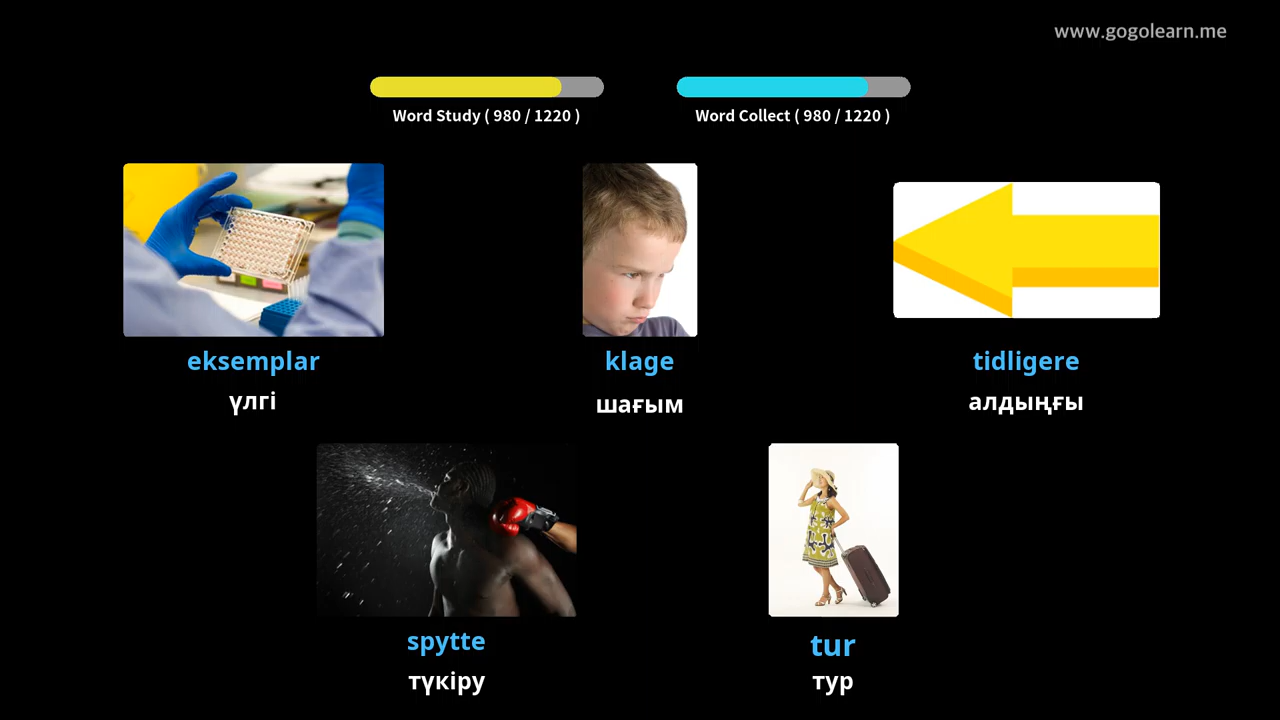 www.gogolearn.me
Word Study ( 980 / 1220 )
Word Collect ( 980 / 1220 )
eksemplar
үлгі
klage
шағым
tidligere
алдыңғы
spytte
түкіру
tur
тур